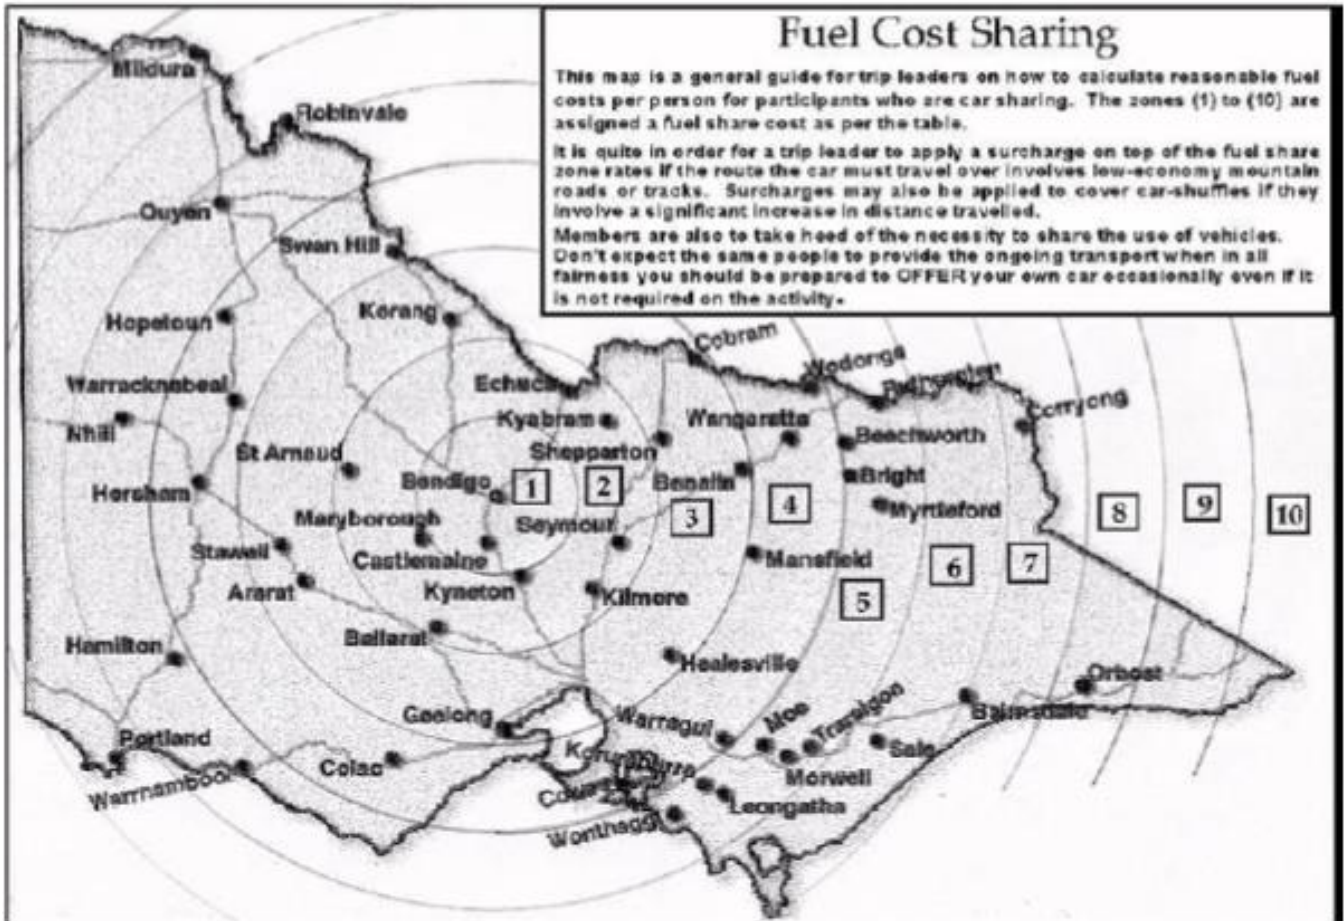 Fuel Cost Sharing
This map is a general guide for trip leaders on how to calculate reasonable fuel
costs per person for participants who are car sharing. The zones (1) to (10] are
assigned a fuel share cost as per the table.
It is quite in order for a trip leader to apply a surcharge on top of the fuel share
zone rates if the route the car must travel over involves low-economy mountain
roads or tracks. Surcharges may also be applied to cover car-shuffles if they
involve a significant increase in distance travelled.
Members are also to take heed of the necessity to share the use of vehicles.
Don't expect the same people to provide the ongoing transport when in all
fairness you should be prepared to OFFER your own car occasionally even if it
is not required on the activity.
Mildura
Robinvale
Ouyen
Swan Hill
Hopetoun
Kerang
Cobram
Wodonga
Warracknabeal
Echuca
Corryong
Nhill
Kyabram
Wangaratta
St Arnaud
Shepparton
Beechworth
Horsham
Bendigo
1
2
Benalla
Bright
3
4
Myrtleford
8
9
10
Maryborough
Seymour
Stawell
Castlemaine
Mansfield
6
7
Ararat
Kyneton
Kilmore
5
Ballarat
Hamilton
Healesville
Orbost
Geelong
Warragul
Moe
Traralgon
Bairnsdale
Portland
Sale
Warrnambool
Colac
Korumburra
Morwell
Leongatha
Wonthaggi